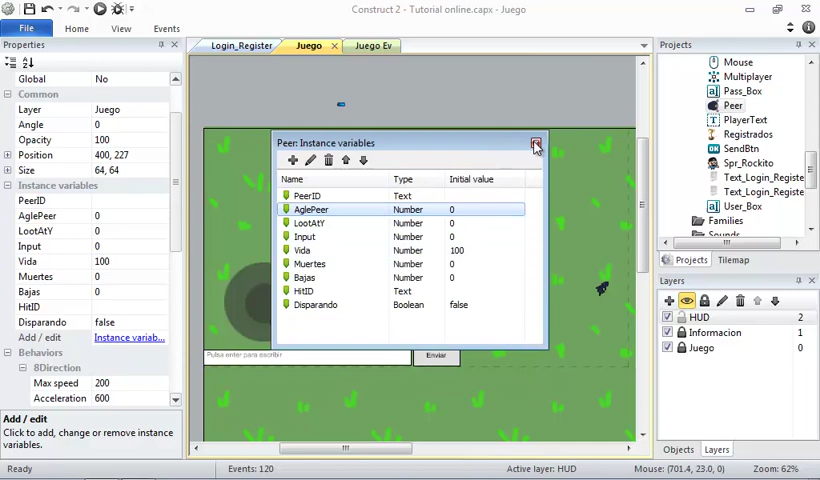 Construct 2 - Tutorial online.capx - Juego
File
Home
View
Events
Properties
Global No
Common
Layer Juego
Angle 0
Opacity 100
Position 400, 227
Size 64, 64
Instance variables
PeerID
AglePeer 0
LootAtY 0
Input 0
Vida 100
Muertes 0
Bajas 0
HitID
Disparando false
Add / edit Instance variab...
Behaviors
8Direction
Max speed 200
Acceleration 600
Add / edit
Click to add, change or remove instance
variables.
Login_Register
Juego
Juego Ev
Peer: Instance variables
Name Type Initial value
PeerID Text
AglePeer Number 0
LootAtY Number 0
Input Number 0
Vida Number 100
Muertes Number 0
Bajas Number 0
HitID Text
Disparando Boolean false
Pulsa enter para escribir
Enviar
Projects
Mouse
Multiplayer
Pass_Box
Peer
PlayerText
Registrados
SendBtn
Spr_Rockito
Text_Login_Registe
Text_Login_Registe
User_Box
Families
Sounds
Projects
Tilemap
Layers
HUD 2
Informacion 1
Juego 0
Objects
Layers
Ready
Events: 120
Active layer: HUD
Mouse: (701.4, 23.0, 0)
Zoom: 62%